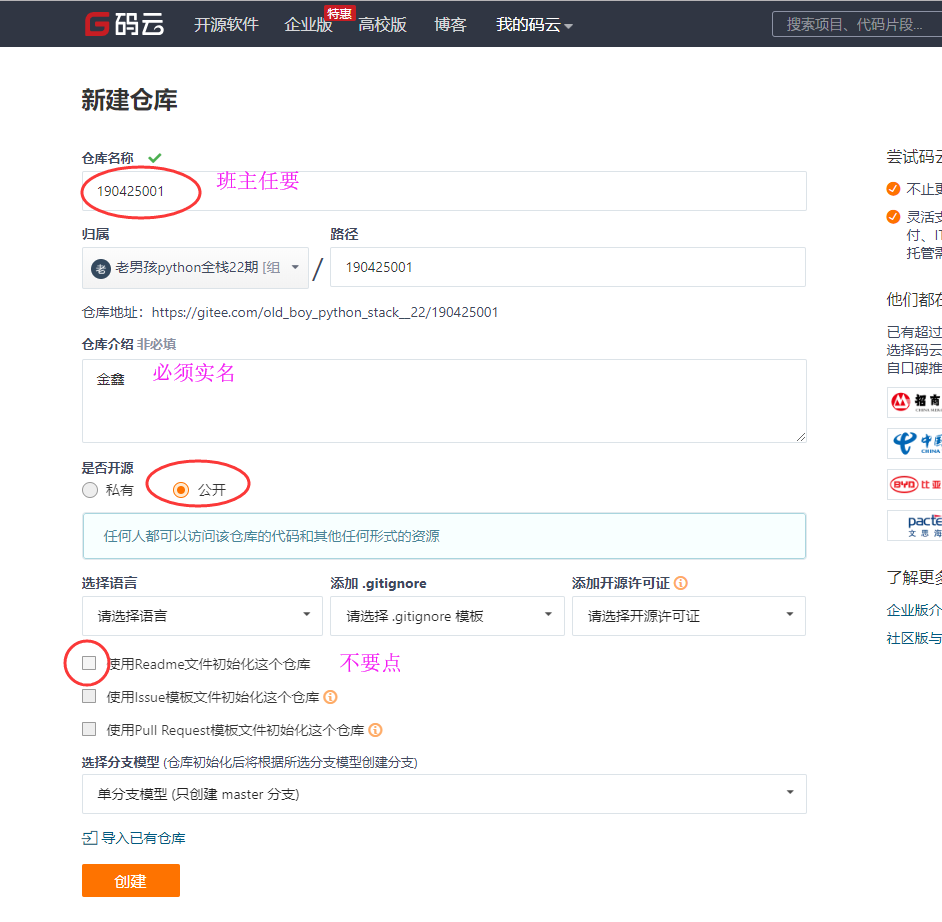 码云 开源软件 企业版 特惠 高校版 博客 我的码云 搜索项目、代码片段...
新建仓库
仓库名称
190425001 班主任要
归属 路径
老 老男孩python全栈22期 [组 / 190425001
仓库地址：https://gitee.com/old_boy_python_stack__22/190425001
仓库介绍 非必填
金鑫 必须实名
是否开源
私有 公开
任何人都可以访问该仓库的代码和其他任何形式的资源
选择语言 添加 .gitignore 添加开源许可证
请选择语言 请选择 .gitignore 模板 请选择开源许可证
使用Readme文件初始化这个仓库 不要点
使用Issue模板文件初始化这个仓库
使用Pull Request模板文件初始化这个仓库
选择分支模型 (仓库初始化后将根据所选分支模型创建分支)
单分支模型 (只创建 master 分支)
导入已有仓库
创建
尝试码云
不止更
灵活支
付、IT
托管需
他们都在
已有超过
选择码云
自口碑推
招商
中国
CHINA
BYD 比亚
pacte
文思海
了解更多
企业版介
社区版与